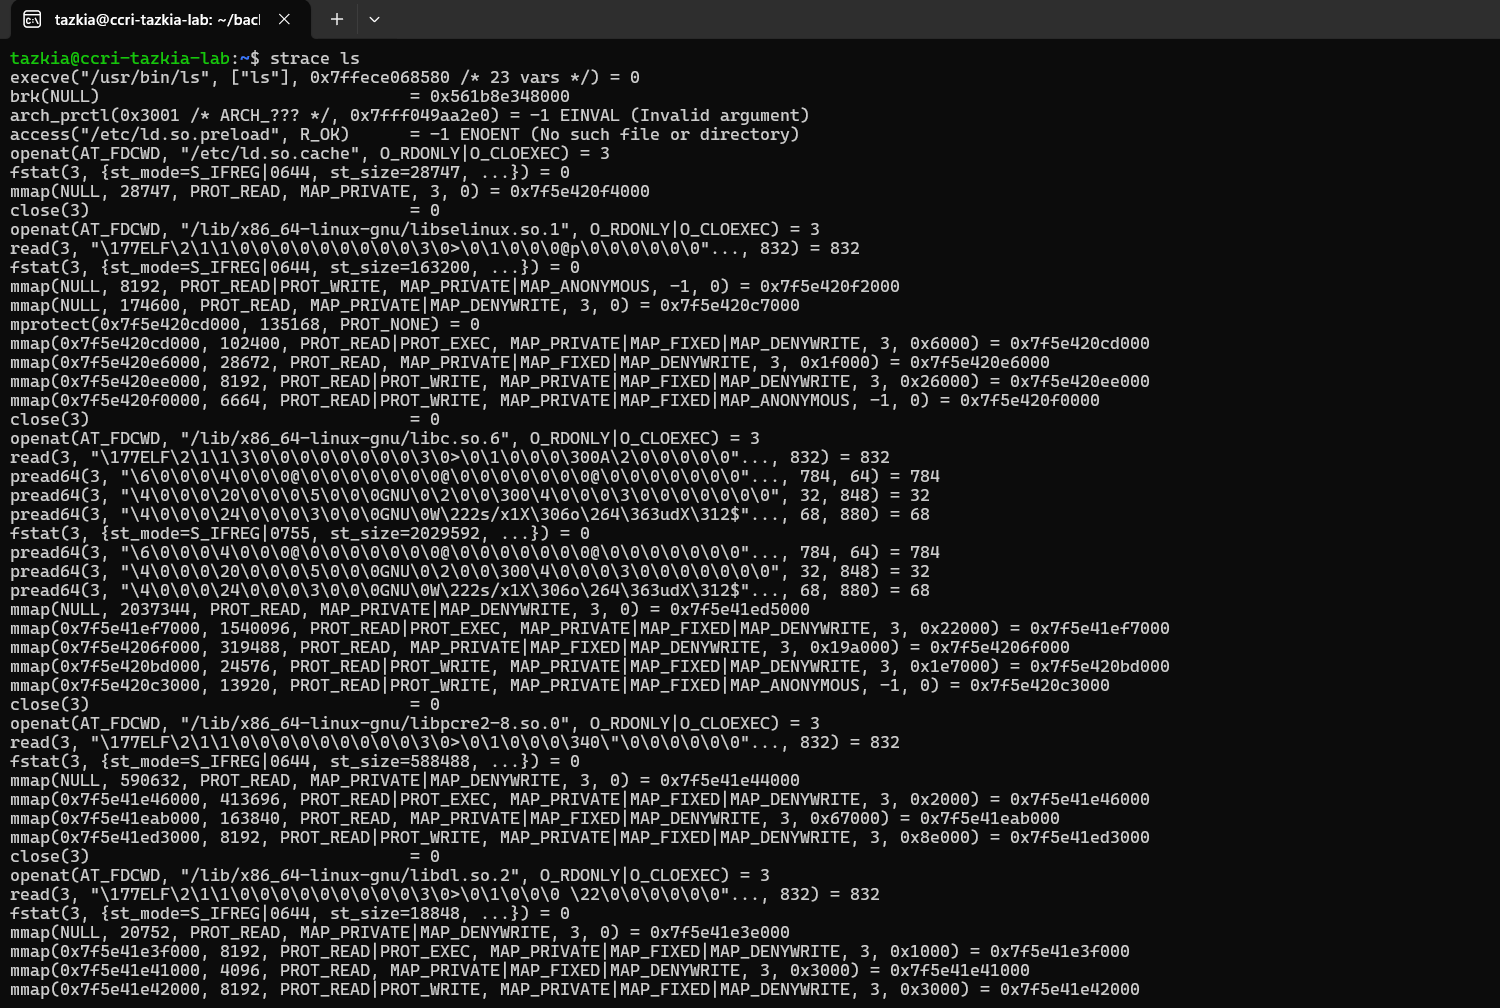 tazkia@ccri-tazkia-lab: ~/bac
tazkia@ccri-tazkia-lab:~$ strace ls
execve("/usr/bin/ls", ["ls"], 0x7ffece068580 /* 23 vars */) = 0
brk(NULL)                               = 0x561b8e348000
arch_prctl(0x3001 /* ARCH_??? */, 0x7fff049aa2e0) = -1 EINVAL (Invalid argument)
access("/etc/ld.so.preload", R_OK)      = -1 ENOENT (No such file or directory)
openat(AT_FDCWD, "/etc/ld.so.cache", O_RDONLY|O_CLOEXEC) = 3
fstat(3, {st_mode=S_IFREG|0644, st_size=28747, ...}) = 0
mmap(NULL, 28747, PROT_READ, MAP_PRIVATE, 3, 0) = 0x7f5e420f4000
close(3)                                = 0
openat(AT_FDCWD, "/lib/x86_64-linux-gnu/libselinux.so.1", O_RDONLY|O_CLOEXEC) = 3
read(3, "\177ELF\2\1\1\0\0\0\0\0\0\0\0\0\3\0>\0\1\0\0\0@p\0\0\0\0\0\0"..., 832) = 832
fstat(3, {st_mode=S_IFREG|0644, st_size=163200, ...}) = 0
mmap(NULL, 8192, PROT_READ|PROT_WRITE, MAP_PRIVATE|MAP_ANONYMOUS, -1, 0) = 0x7f5e420f2000
mmap(NULL, 174600, PROT_READ, MAP_PRIVATE|MAP_DENYWRITE, 3, 0) = 0x7f5e420c7000
mprotect(0x7f5e420cd000, 135168, PROT_NONE) = 0
mmap(0x7f5e420cd000, 102400, PROT_READ|PROT_EXEC, MAP_PRIVATE|MAP_FIXED|MAP_DENYWRITE, 3, 0x6000) = 0x7f5e420cd000
mmap(0x7f5e420e6000, 28672, PROT_READ, MAP_PRIVATE|MAP_FIXED|MAP_DENYWRITE, 3, 0x1f000) = 0x7f5e420e6000
mmap(0x7f5e420ee000, 8192, PROT_READ|PROT_WRITE, MAP_PRIVATE|MAP_FIXED|MAP_DENYWRITE, 3, 0x26000) = 0x7f5e420ee000
mmap(0x7f5e420f0000, 6664, PROT_READ|PROT_WRITE, MAP_PRIVATE|MAP_FIXED|MAP_ANONYMOUS, -1, 0) = 0x7f5e420f0000
close(3)                                = 0
openat(AT_FDCWD, "/lib/x86_64-linux-gnu/libc.so.6", O_RDONLY|O_CLOEXEC) = 3
read(3, "\177ELF\2\1\1\3\0\0\0\0\0\0\0\0\3\0>\0\1\0\0\0\300A\2\0\0\0\0\0"..., 832) = 832
pread64(3, "\6\0\0\0\4\0\0\0@\0\0\0\0\0\0\0@\0\0\0\0\0\0\0@\0\0\0\0\0\0\0"..., 784, 64) = 784
pread64(3, "\4\0\0\0\20\0\0\0\5\0\0\0GNU\0\2\0\0\300\4\0\0\0\3\0\0\0\0\0\0\0", 32, 848) = 32
pread64(3, "\4\0\0\0\24\0\0\0\3\0\0\0GNU\0W\222s/x1X\306o\264\363udX\312$"..., 68, 880) = 68
fstat(3, {st_mode=S_IFREG|0755, st_size=2029592, ...}) = 0
pread64(3, "\6\0\0\0\4\0\0\0@\0\0\0\0\0\0\0@\0\0\0\0\0\0\0@\0\0\0\0\0\0\0"..., 784, 64) = 784
pread64(3, "\4\0\0\0\20\0\0\0\5\0\0\0GNU\0\2\0\0\300\4\0\0\0\3\0\0\0\0\0\0\0", 32, 848) = 32
pread64(3, "\4\0\0\0\24\0\0\0\3\0\0\0GNU\0W\222s/x1X\306o\264\363udX\312$"..., 68, 880) = 68
mmap(NULL, 2037344, PROT_READ, MAP_PRIVATE|MAP_DENYWRITE, 3, 0) = 0x7f5e41ed5000
mmap(0x7f5e41ef7000, 1540096, PROT_READ|PROT_EXEC, MAP_PRIVATE|MAP_FIXED|MAP_DENYWRITE, 3, 0x22000) = 0x7f5e41ef7000
mmap(0x7f5e4206f000, 319488, PROT_READ, MAP_PRIVATE|MAP_FIXED|MAP_DENYWRITE, 3, 0x19a000) = 0x7f5e4206f000
mmap(0x7f5e420bd000, 24576, PROT_READ|PROT_WRITE, MAP_PRIVATE|MAP_FIXED|MAP_DENYWRITE, 3, 0x1e7000) = 0x7f5e420bd000
mmap(0x7f5e420c3000, 13920, PROT_READ|PROT_WRITE, MAP_PRIVATE|MAP_FIXED|MAP_ANONYMOUS, -1, 0) = 0x7f5e420c3000
close(3)                                = 0
openat(AT_FDCWD, "/lib/x86_64-linux-gnu/libpcre2-8.so.0", O_RDONLY|O_CLOEXEC) = 3
read(3, "\177ELF\2\1\1\0\0\0\0\0\0\0\0\0\3\0>\0\1\0\0\0\340\"\0\0\0\0\0\0"..., 832) = 832
fstat(3, {st_mode=S_IFREG|0644, st_size=588488, ...}) = 0
mmap(NULL, 590632, PROT_READ, MAP_PRIVATE|MAP_DENYWRITE, 3, 0) = 0x7f5e41e44000
mmap(0x7f5e41e46000, 413696, PROT_READ|PROT_EXEC, MAP_PRIVATE|MAP_FIXED|MAP_DENYWRITE, 3, 0x2000) = 0x7f5e41e46000
mmap(0x7f5e41eab000, 163840, PROT_READ, MAP_PRIVATE|MAP_FIXED|MAP_DENYWRITE, 3, 0x67000) = 0x7f5e41eab000
mmap(0x7f5e41ed3000, 8192, PROT_READ|PROT_WRITE, MAP_PRIVATE|MAP_FIXED|MAP_DENYWRITE, 3, 0x8e000) = 0x7f5e41ed3000
close(3)                                = 0
openat(AT_FDCWD, "/lib/x86_64-linux-gnu/libdl.so.2", O_RDONLY|O_CLOEXEC) = 3
read(3, "\177ELF\2\1\1\0\0\0\0\0\0\0\0\0\3\0>\0\1\0\0\0 \22\0\0\0\0\0\0"..., 832) = 832
fstat(3, {st_mode=S_IFREG|0644, st_size=18848, ...}) = 0
mmap(NULL, 20752, PROT_READ, MAP_PRIVATE|MAP_DENYWRITE, 3, 0) = 0x7f5e41e3e000
mmap(0x7f5e41e3f000, 8192, PROT_READ|PROT_EXEC, MAP_PRIVATE|MAP_FIXED|MAP_DENYWRITE, 3, 0x1000) = 0x7f5e41e3f000
mmap(0x7f5e41e41000, 4096, PROT_READ, MAP_PRIVATE|MAP_FIXED|MAP_DENYWRITE, 3, 0x3000) = 0x7f5e41e41000
mmap(0x7f5e41e42000, 8192, PROT_READ|PROT_WRITE, MAP_PRIVATE|MAP_FIXED|MAP_DENYWRITE, 3, 0x3000) = 0x7f5e41e42000